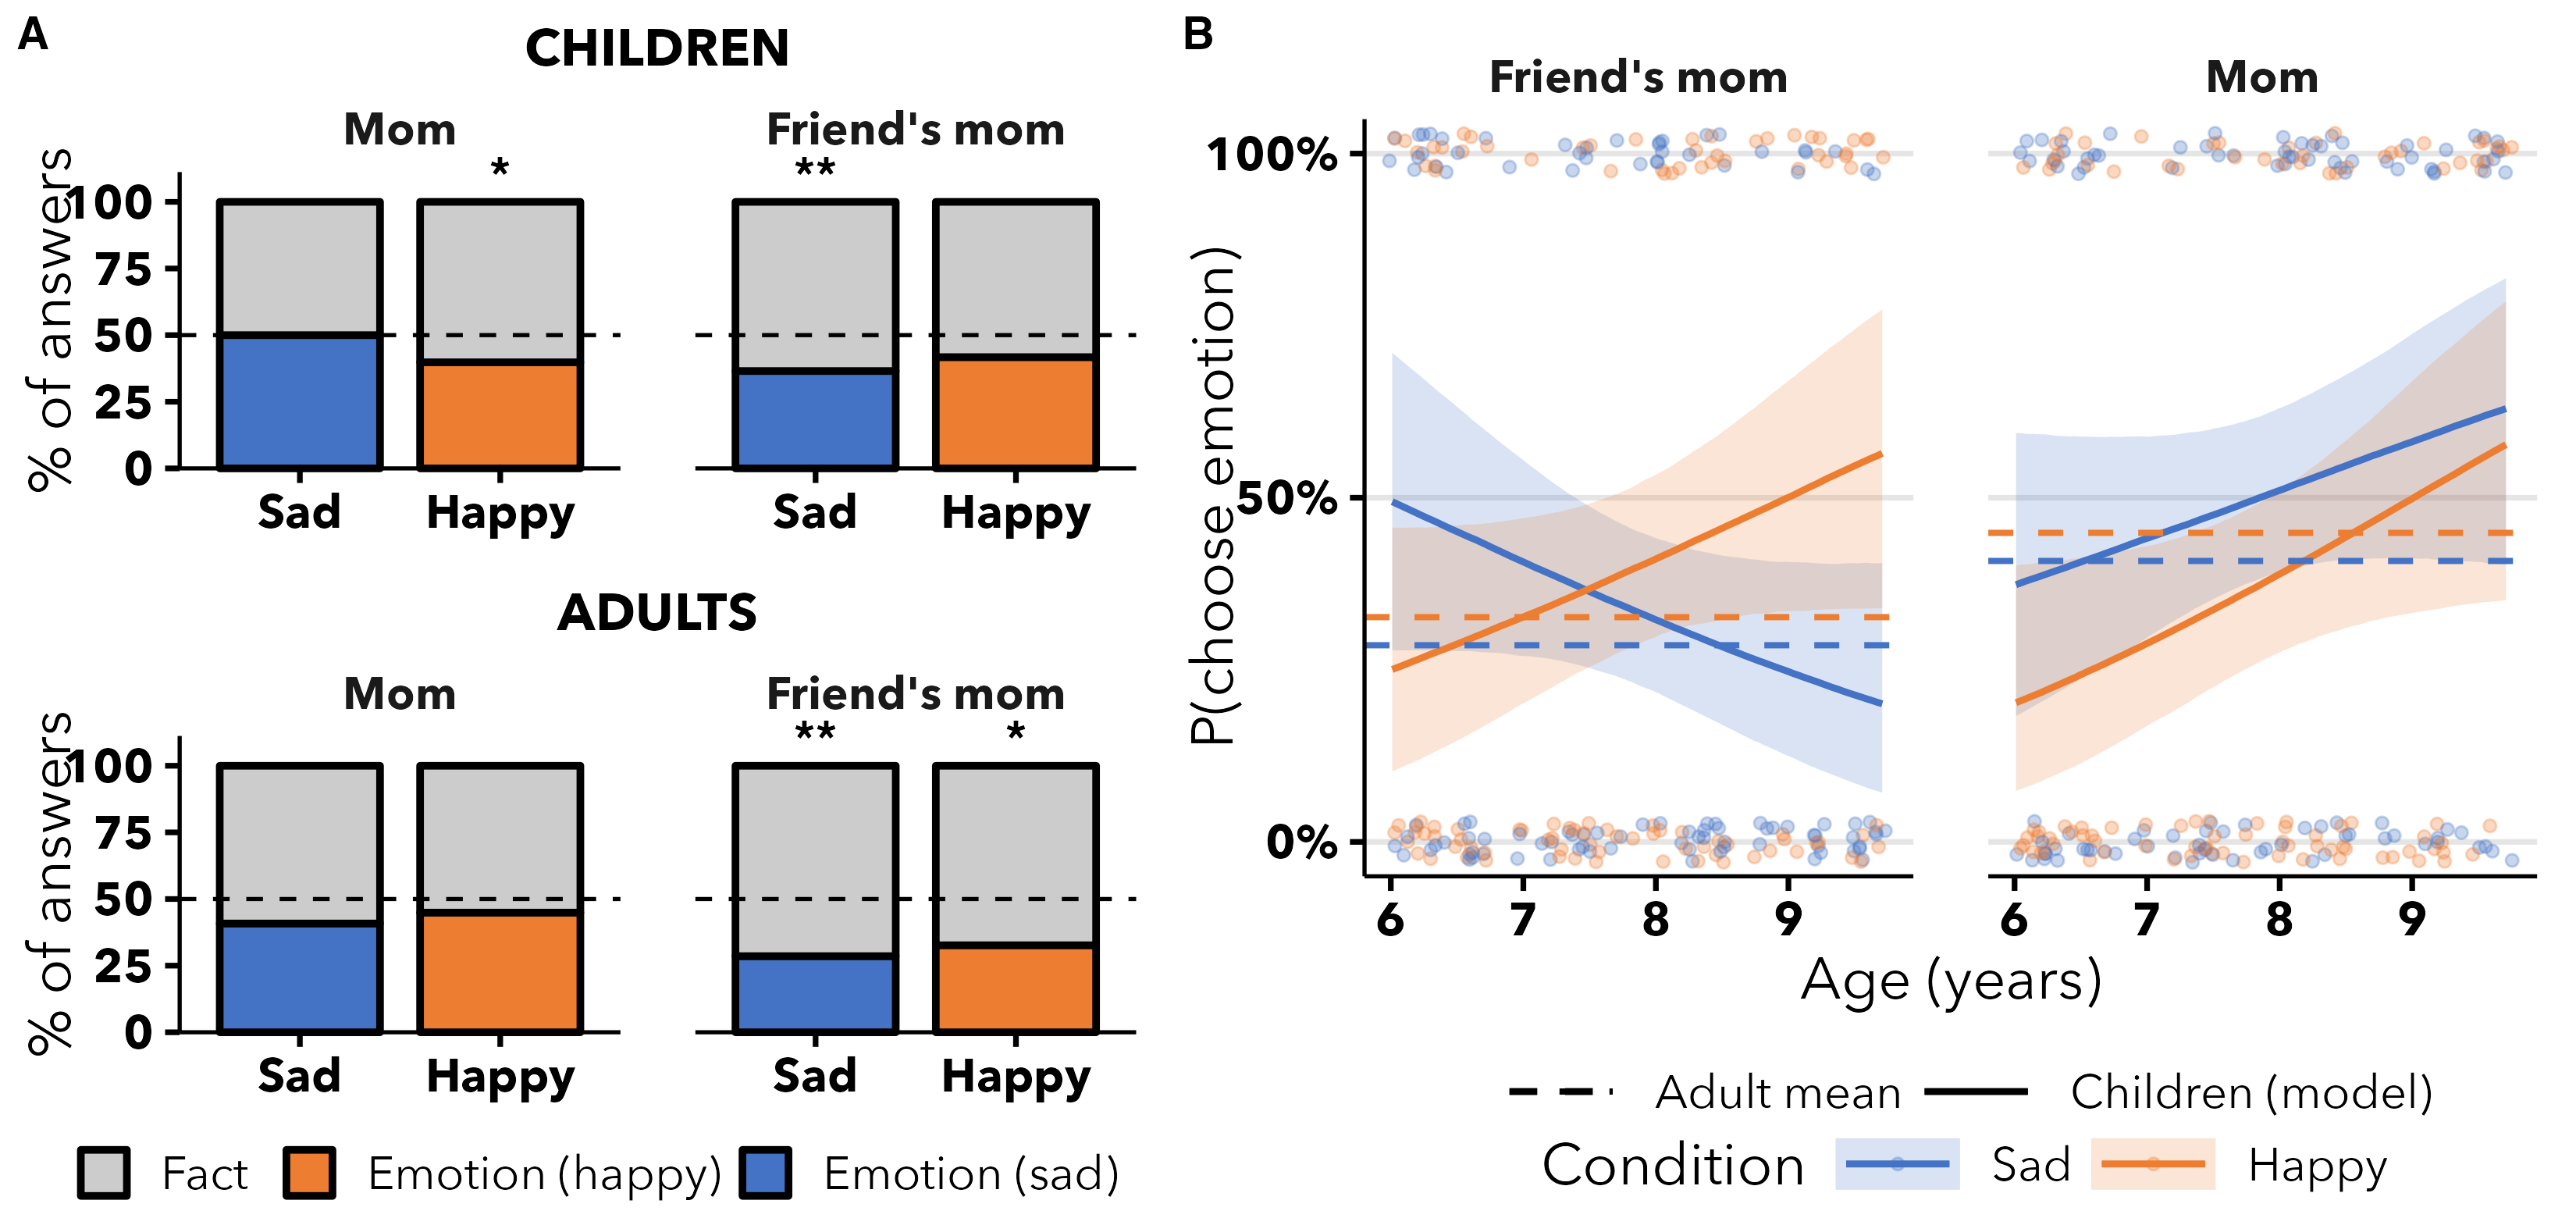 A
CHILDREN
Mom
Friend's mom
*
**
% of answers
100
75
50
25
0
Sad
Happy
Sad
Happy
ADULTS
Mom
Friend's mom
**
*
% of answers
100
75
50
25
0
Sad
Happy
Sad
Happy
Fact
Emotion (happy)
Emotion (sad)
B
Friend's mom
Mom
P(choose emotion)
100%
50%
0%
6
7
8
9
6
7
8
9
Age (years)
Adult mean
Children (model)
Condition
Sad
Happy